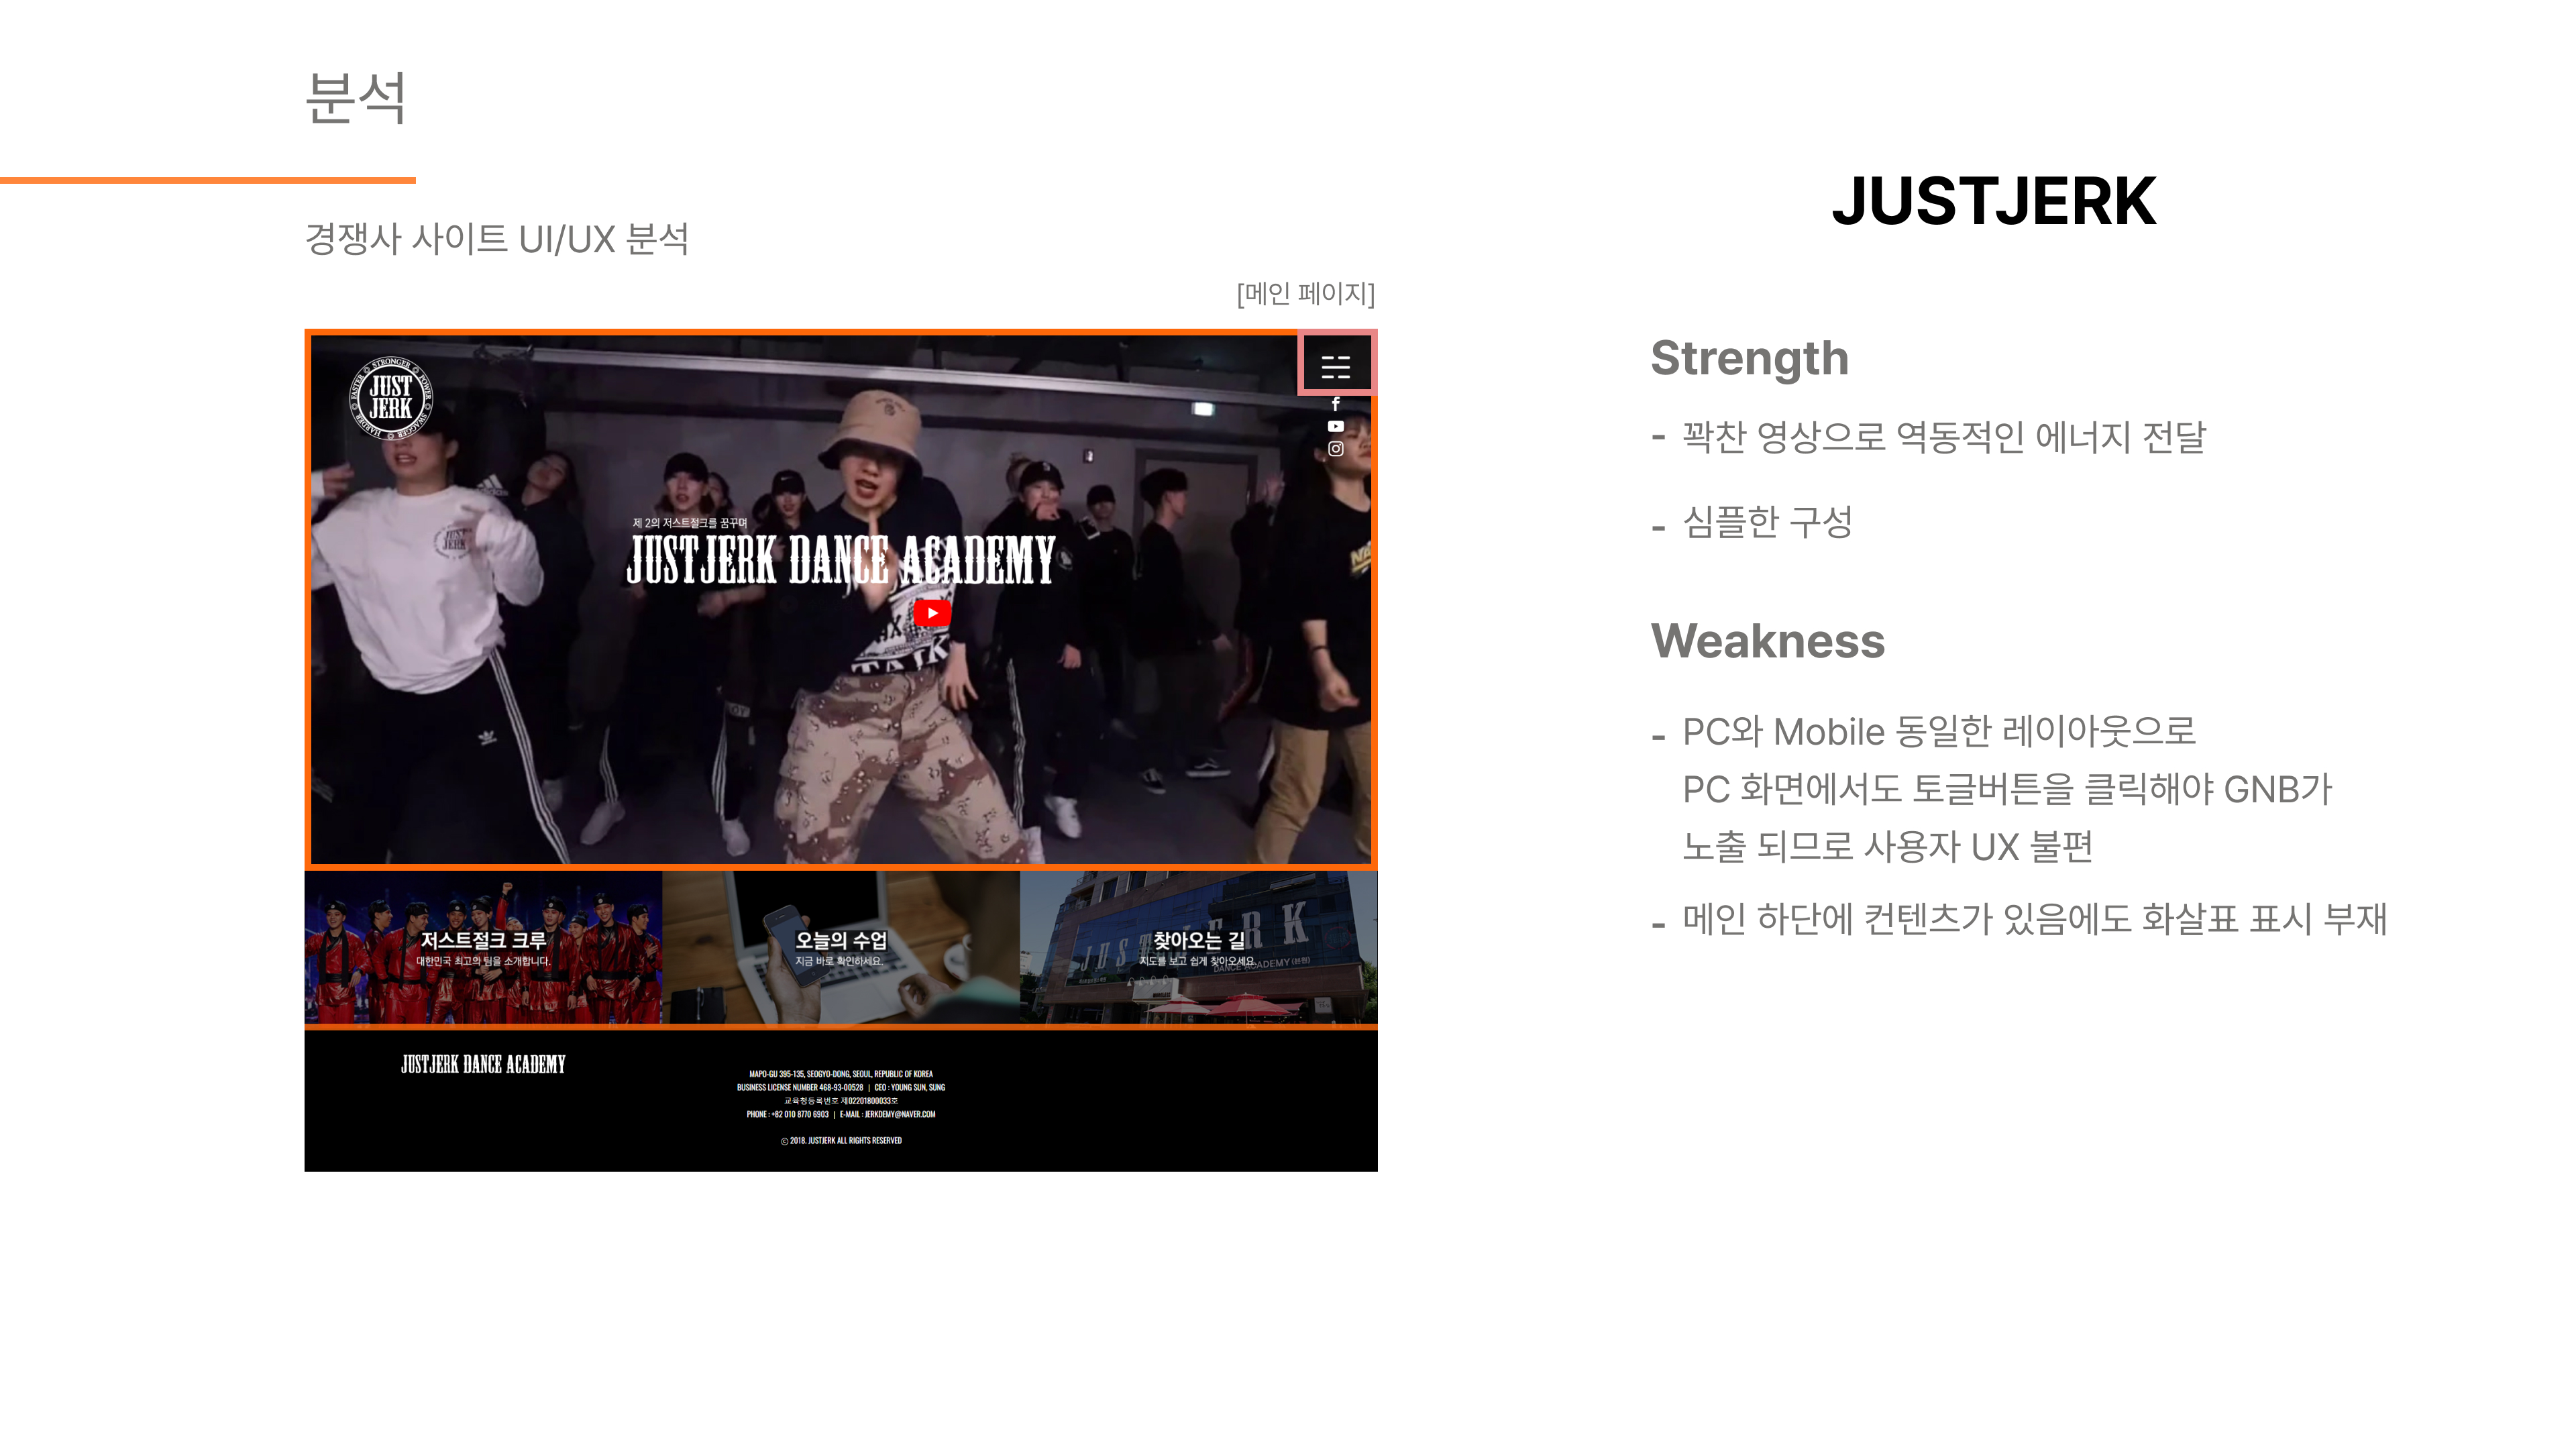 분석
경쟁사 사이트 UI/UX 분석
[메인 페이지]
FASTER STRONGER POWER SWAGGER HARDER
JUST
JERK
제 2의 저스트절크를 꿈꾸며
JUSTJERK DANCE ACADEMY
저스트절크 크루
대한민국 최고의 팀을 소개합니다.
오늘의 수업
지금 바로 확인하세요.
JUSTJERK
DANCE ACADEMY (본원)
찾아오는 길
지도를 보고 쉽게 찾아오세요.
JUSTJERK DANCE ACADEMY
MAPO-GU 395-135, SEOGYO-DONG, SEOUL, REPUBLIC OF KOREA
BUSINESS LICENSE NUMBER 468-93-00528 | CEO : YOUNG SUN, SUNG
교육청등록번호 제02201800033호
PHONE : +82 010 8770 6903 | E-MAIL : JERKDEMY@NAVER.COM
ⓒ 2018. JUSTJERK ALL RIGHTS RESERVED
JUSTJERK
Strength
- 꽉찬 영상으로 역동적인 에너지 전달
- 심플한 구성
Weakness
- PC와 Mobile 동일한 레이아웃으로
PC 화면에서도 토글버튼을 클릭해야 GNB가
노출 되므로 사용자 UX 불편
- 메인 하단에 컨텐츠가 있음에도 화살표 표시 부재